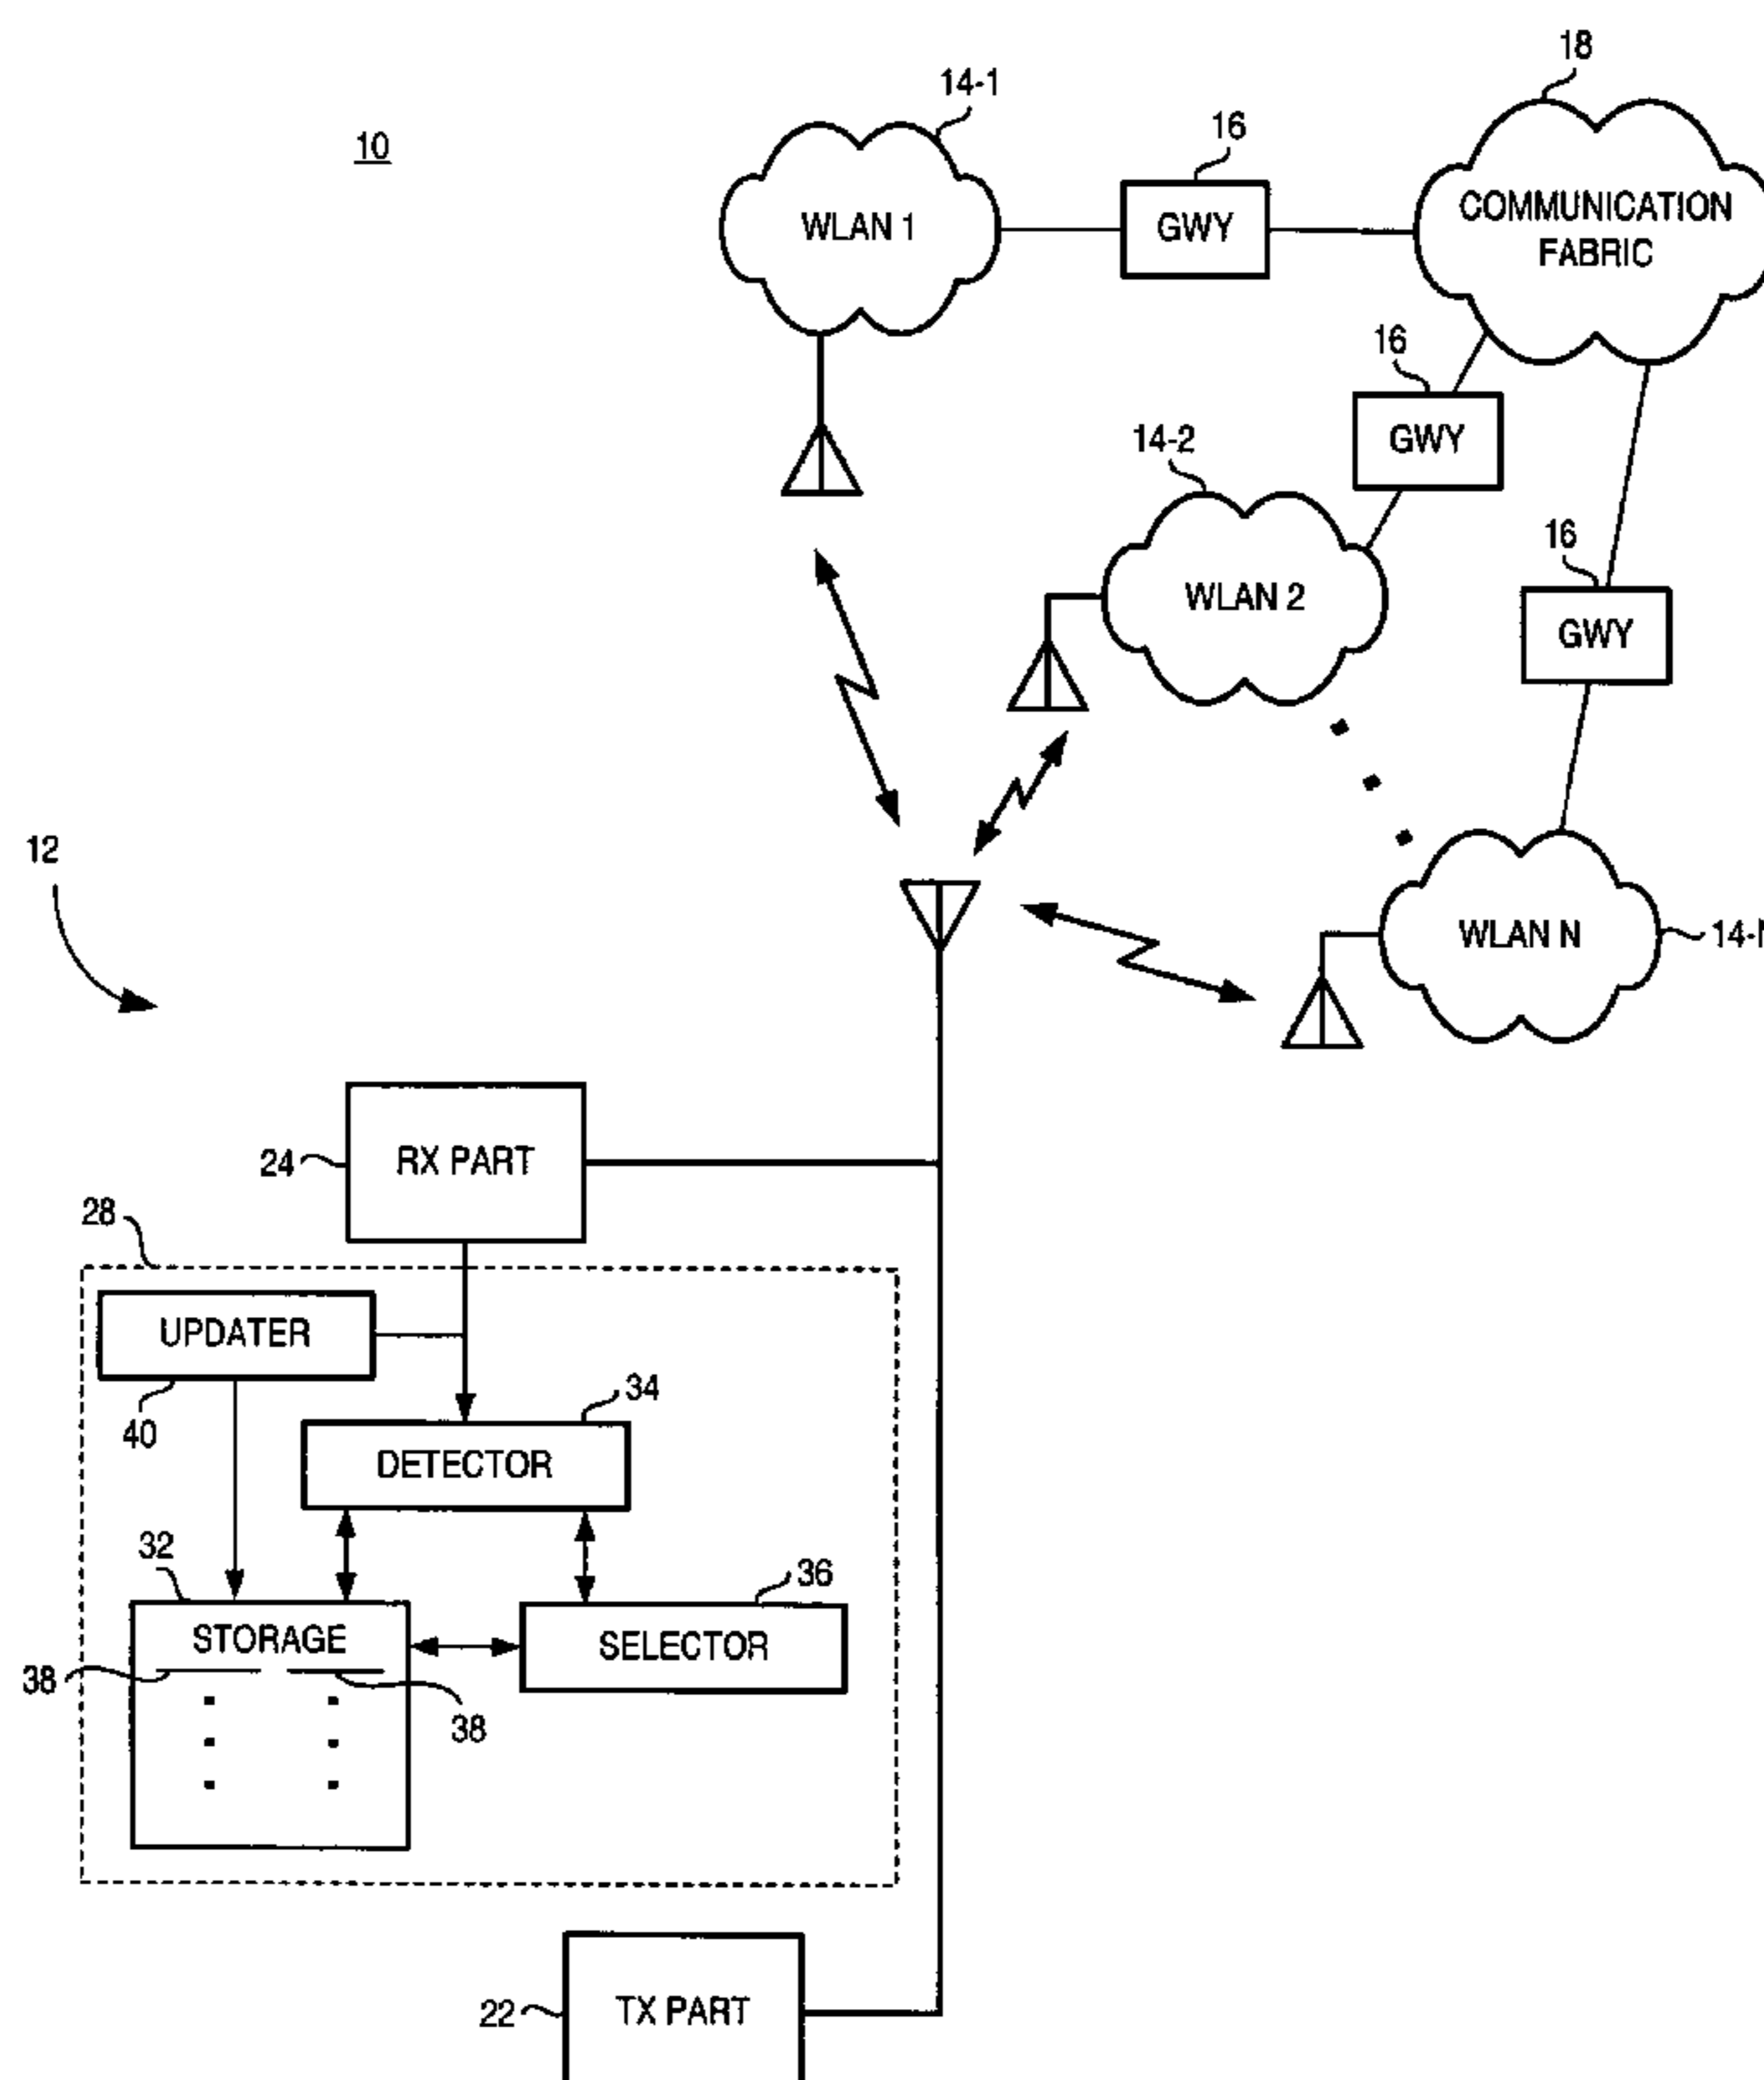 18
14-1
16
10
COMMUNICATION
FABRIC
WLAN 1
GWY
16
14-2
GWY
16
WLAN 2
GWY
12
WLAN N
14-
RX PART
24
28
UPDATER
34
40
DETECTOR
32
36
STORAGE
SELECTOR
38
38
22
TX PART